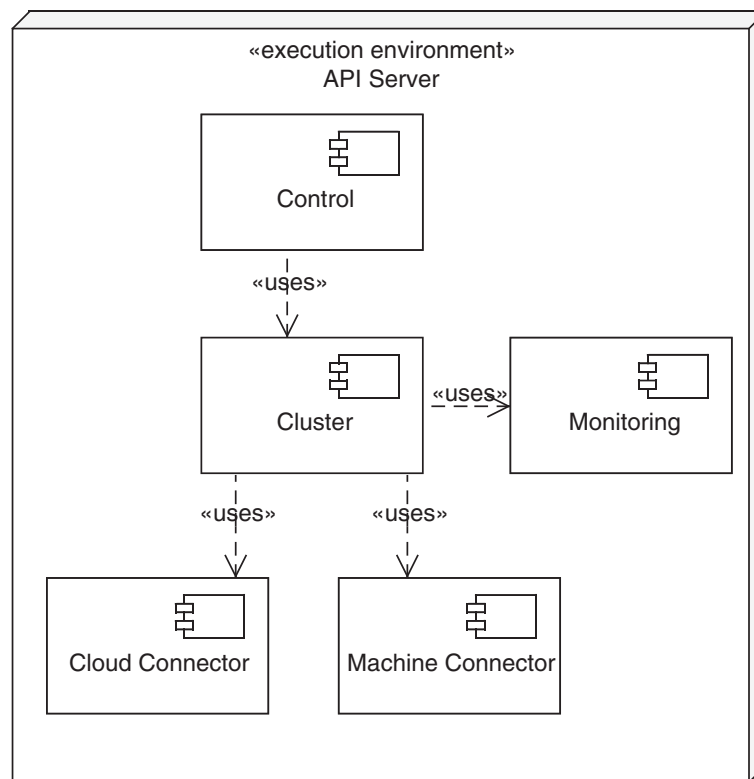 «execution environment»
API Server
Control
«uses»
Cluster
«uses»
Monitoring
«uses»
«uses»
Cloud Connector
Machine Connector